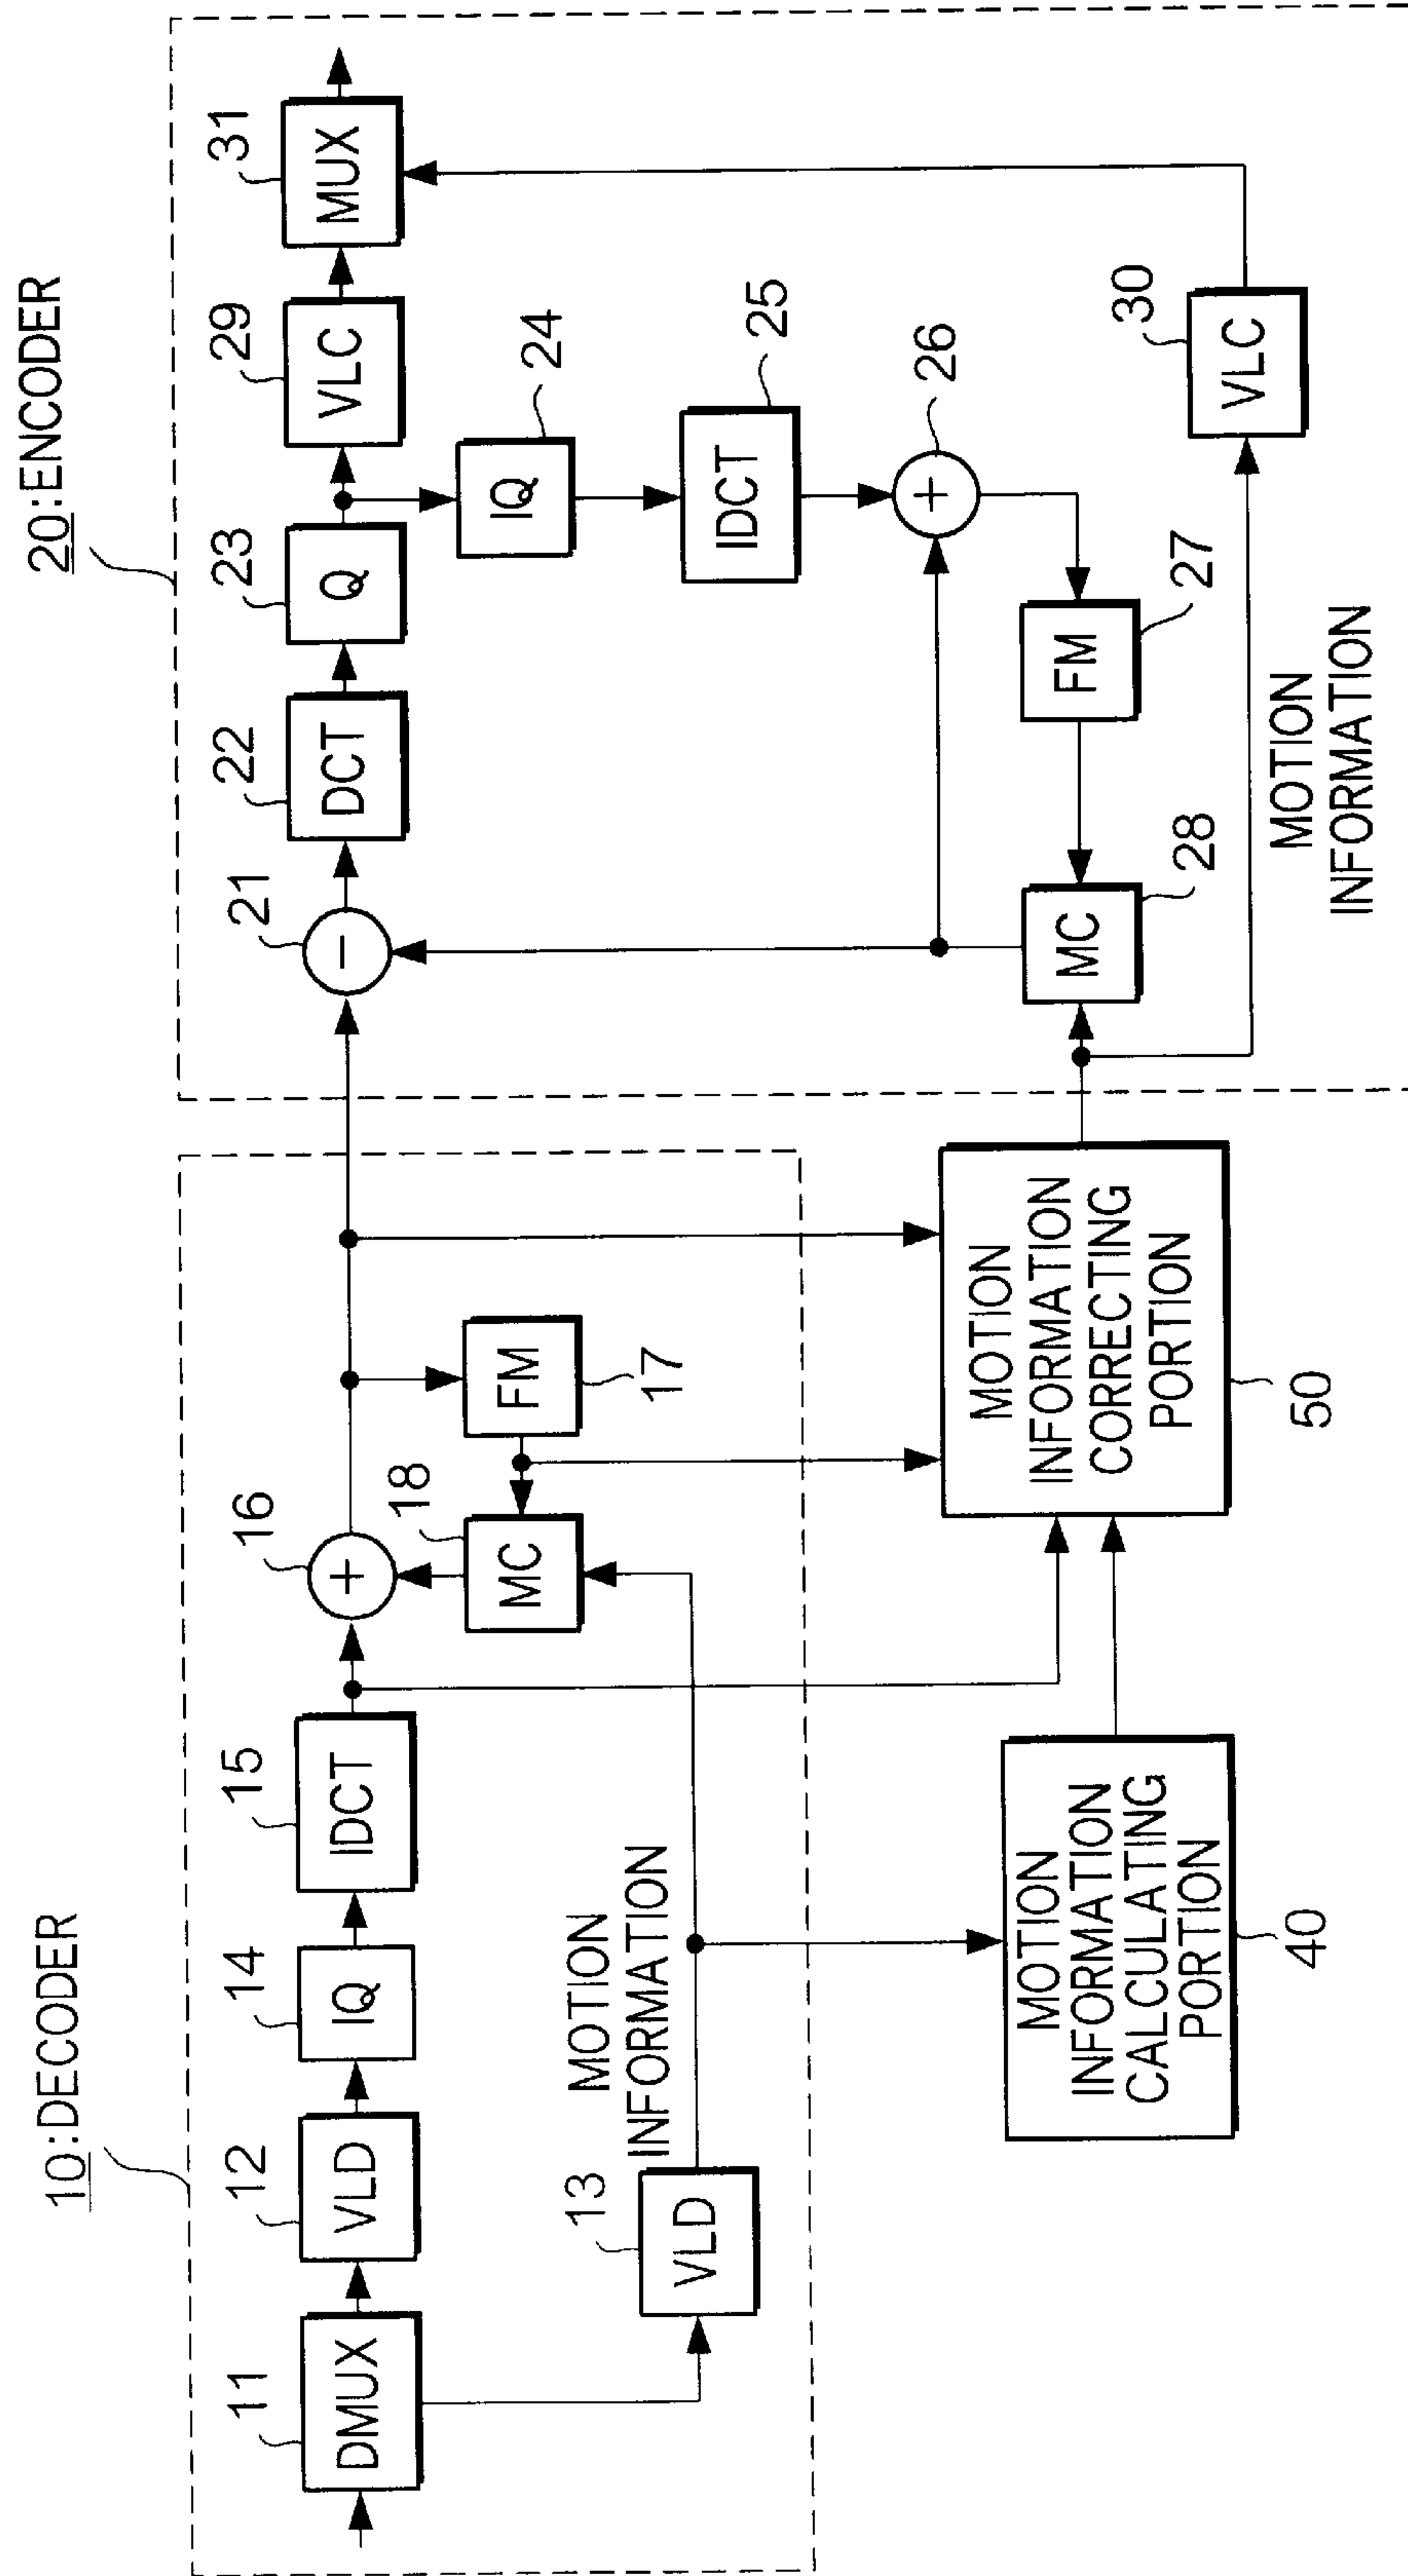 10:DECODER
20:ENCODER
11
DMUX
12
VLD
14
IQ
15
IDCT
16
+
21
-
22
DCT
23
Q
29
VLC
31
MUX
18
MC
FM
17
IQ
24
IDCT
25
+
26
13
VLD
MOTION
INFORMATION
FM
27
MC
28
MOTION
INFORMATION
CALCULATING
PORTION
40
MOTION
INFORMATION
CORRECTING
PORTION
50
30
VLC
MOTION
INFORMATION